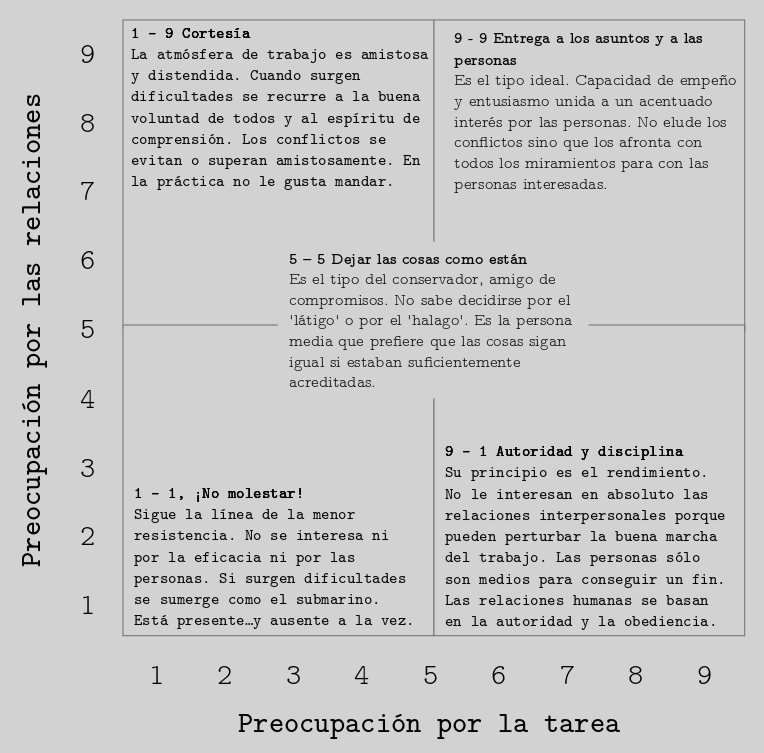 1 – 9 Cortesía
La atmósfera de trabajo es amistosa
y distendida. Cuando surgen
dificultades se recurre a la buena
voluntad de todos y al espíritu de
comprensión. Los conflictos se
evitan o superan amistosamente. En
la práctica no le gusta mandar.
9 - 9 Entrega a los asuntos y a las
personas
Es el tipo ideal. Capacidad de empeño
y entusiasmo unida a un acentuado
interés por las personas. No elude los
conflictos sino que los afronta con
todos los miramientos para con las
personas interesadas.
5 – 5 Dejar las cosas como están
Es el tipo del conservador, amigo de
compromisos. No sabe decidirse por el
'látigo' o por el 'halago'. Es la persona
media que prefiere que las cosas sigan
igual si estaban suficientemente
acreditadas.
1 – 1, ¡No molestar!
Sigue la línea de la menor
resistencia. No se interesa ni
por la eficacia ni por las
personas. Si surgen dificultades
se sumerge como el submarino.
Está presente…y ausente a la vez.
9 – 1 Autoridad y disciplina
Su principio es el rendimiento.
No le interesan en absoluto las
relaciones interpersonales porque
pueden perturbar la buena marcha
del trabajo. Las personas sólo
son medios para conseguir un fin.
Las relaciones humanas se basan
en la autoridad y la obediencia.
Preocupación por las relaciones
9
8
7
6
5
4
3
2
1
1 2 3 4 5 6 7 8 9
Preocupación por la tarea